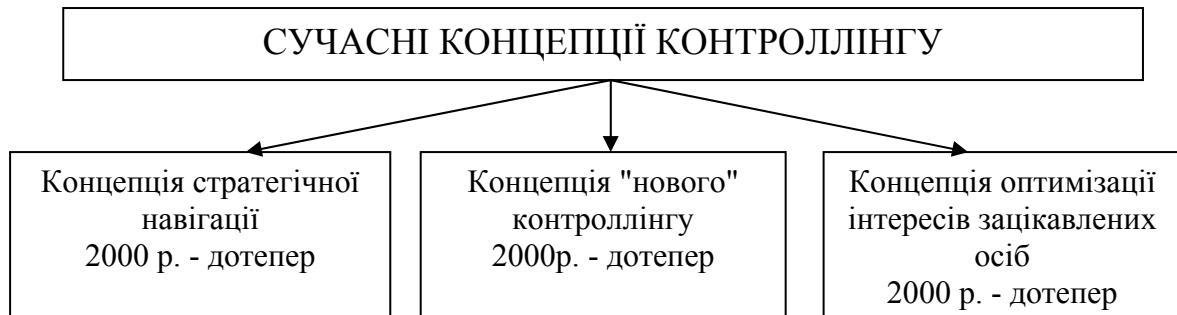 СУЧАСНІ КОНЦЕПЦІЇ КОНТРОЛЛІНГУ
Концепція стратегічної
навігації
2000 р. - дотепер
Концепція "нового"
контроллінгу
2000р. - дотепер
Концепція оптимізації
інтересів зацікавлених
осіб
2000 р. - дотепер